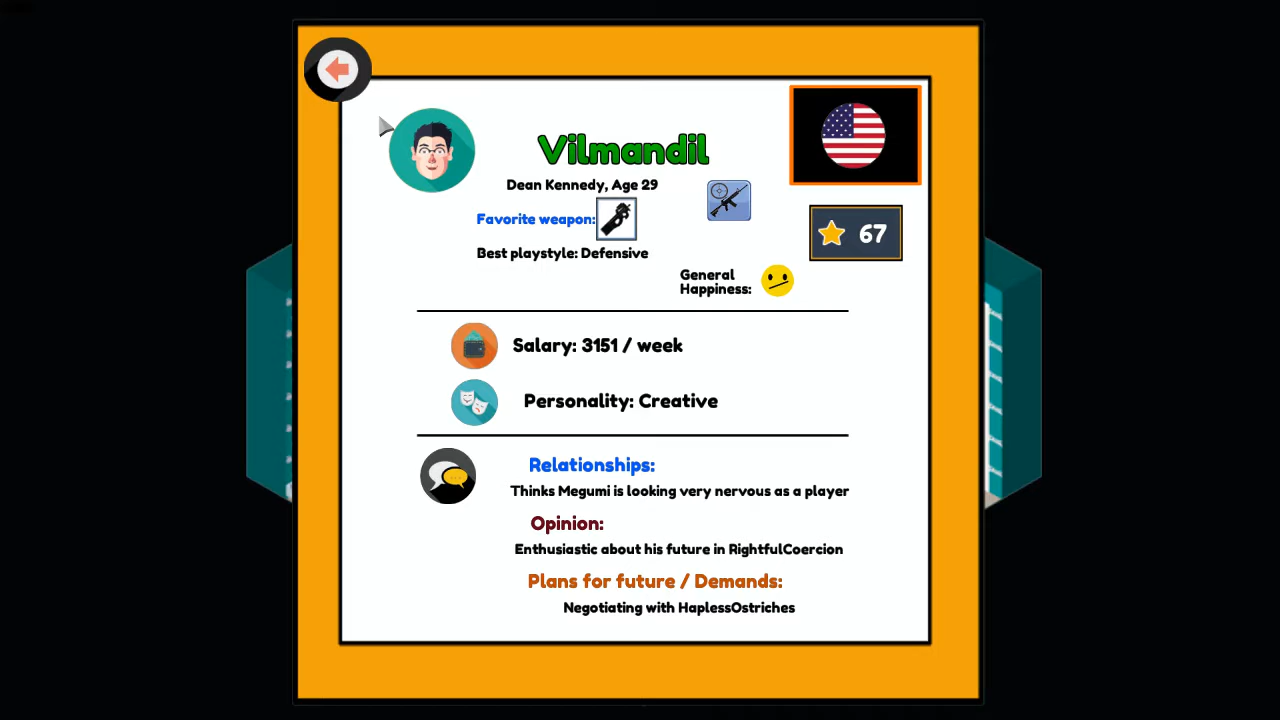 Vilmandil
Dean Kennedy, Age 29
Favorite weapon:
67
Best playstyle: Defensive
General
Happiness:
Salary: 3151 / week
Personality: Creative
Relationships:
Thinks Megumi is looking very nervous as a player
Opinion:
Enthusiastic about his future in RightfulCoercion
Plans for future / Demands:
Negotiating with HaplessOstriches